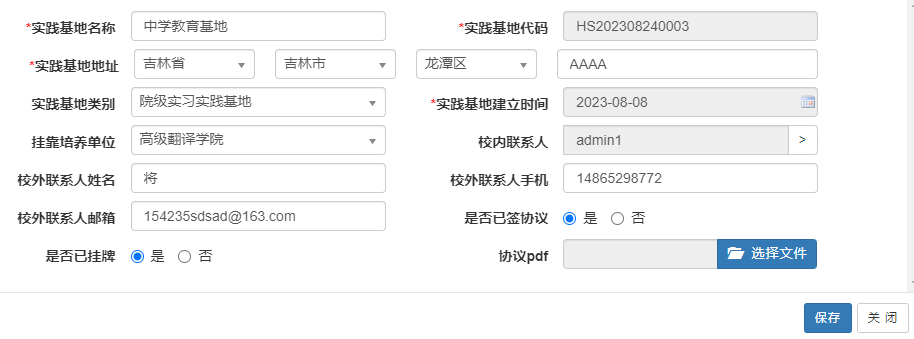 *实践基地名称 中学教育基地 *实践基地代码 HS202308240003
*实践基地地址 吉林省 吉林市 龙潭区 AAAA
实践基地类别 院级实习实践基地 *实践基地建立时间 2023-08-08
挂靠培养单位 高级翻译学院 校内联系人 admin1 >
校外联系人姓名 将 校外联系人手机 14865298772
校外联系人邮箱 154235sdsad@163.com 是否已签协议 是 否
是否已挂牌 是 否 协议pdf 选择文件
保存 关闭